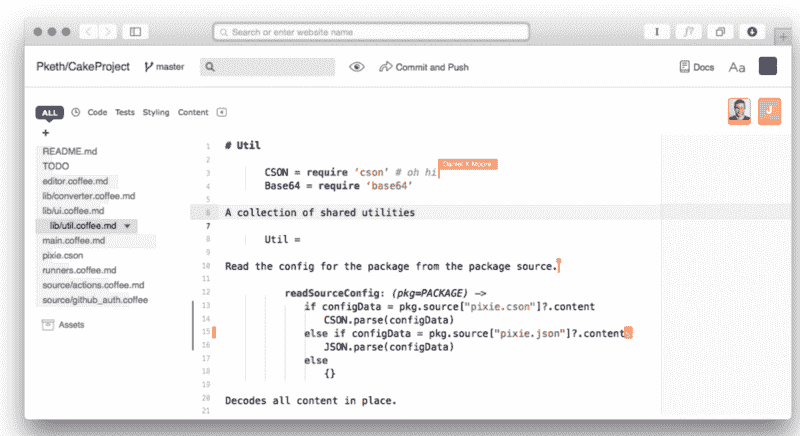 Search or enter website name
Pketh/CakeProject master Commit and Push Docs Aa
ALL Code Tests Styling Content
+
README.md
TODO
editor.coffee.md
lib/converter.coffee.md
lib/ui.coffee.md
lib/util.coffee.md
main.coffee.md
pixie.cson
runners.coffee.md
source/actions.coffee.md
source/github_auth.coffee
Assets
J
Daniel X Moore
1 # Util
2
3 CSON = require 'cson' # oh hi
4 Base64 = require 'base64'
5
6 A collection of shared utilities
7
8 Util =
9
10 Read the config for the package from the package source.
11
12 readSourceConfig: (pkg=PACKAGE) ->
13 if configData = pkg.source["pixie.cson"]?.content
14 CSON.parse(configData)
15 else if configData = pkg.source["pixie.json"]?.content
16 JSON.parse(configData)
17 else
18 {}
19
20 Decodes all content in place.
21